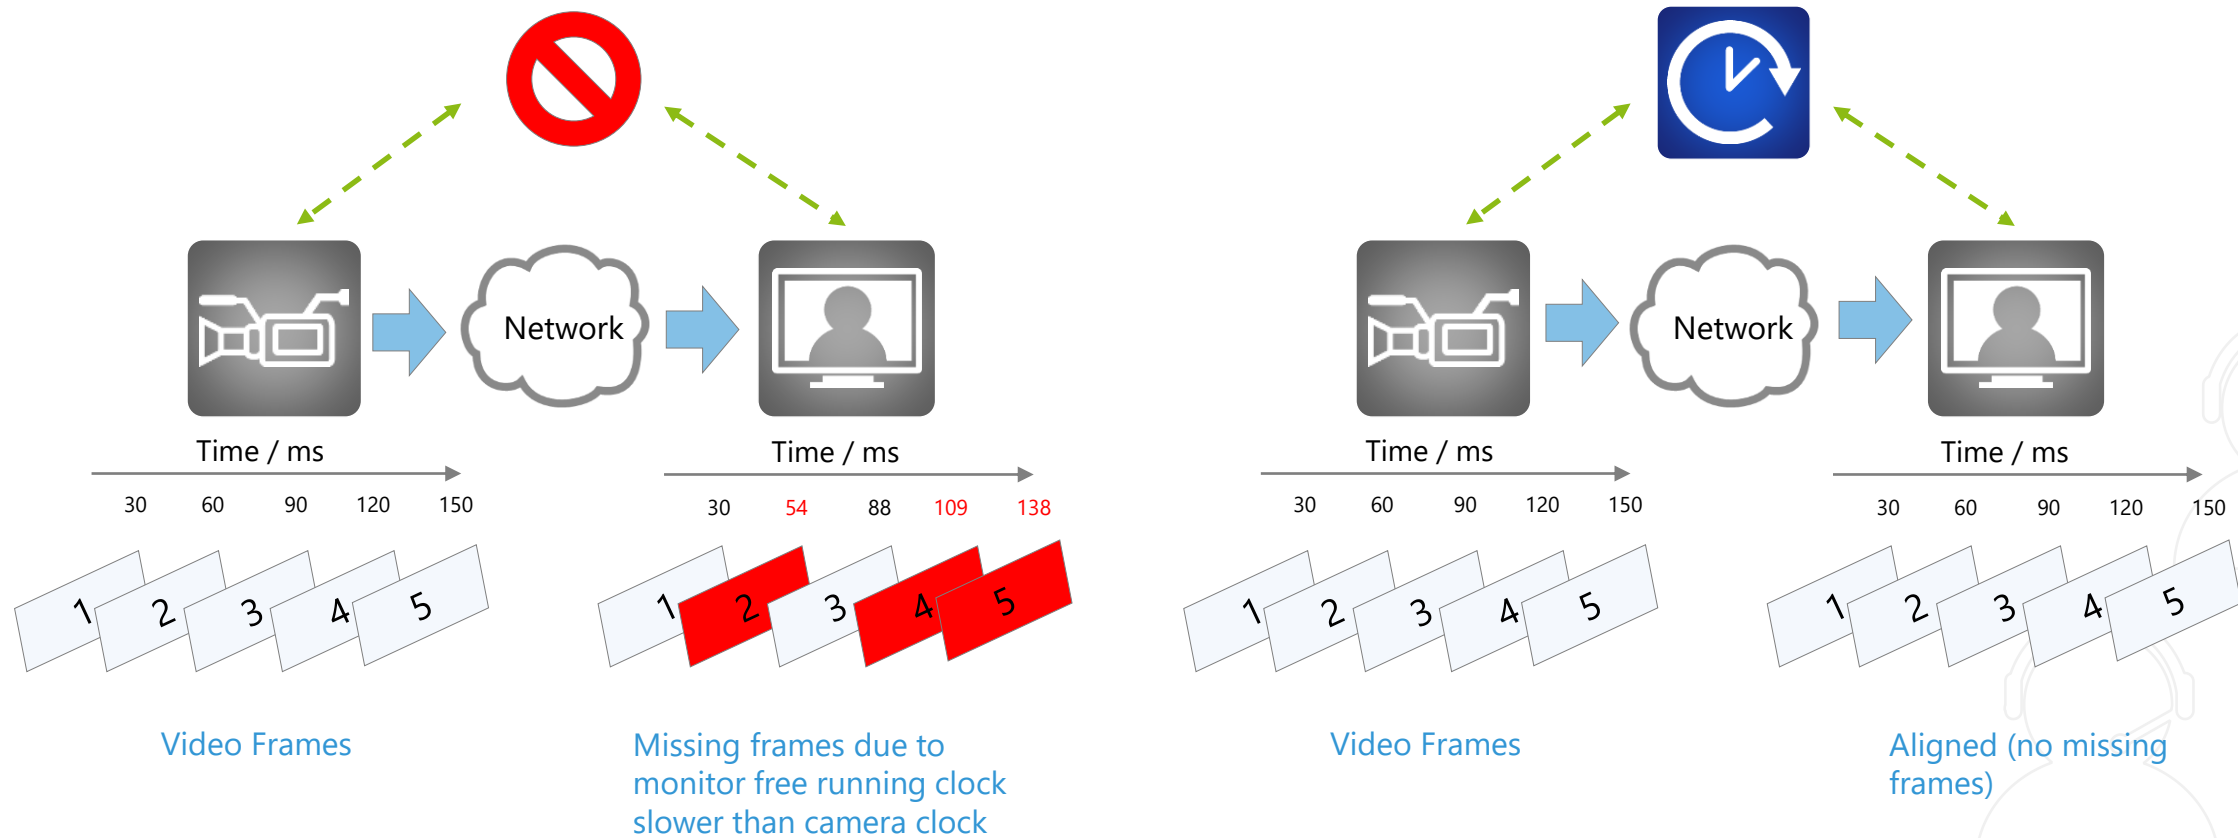 Network
Time / ms
30 60 90 120 150
1 2 3 4 5
Video Frames
Time / ms
30 54 88 109 138
1 2 3 4 5
Missing frames due to
monitor free running clock
slower than camera clock
Network
Time / ms
30 60 90 120 150
1 2 3 4 5
Video Frames
Time / ms
30 60 90 120 150
1 2 3 4 5
Aligned (no missing
frames)